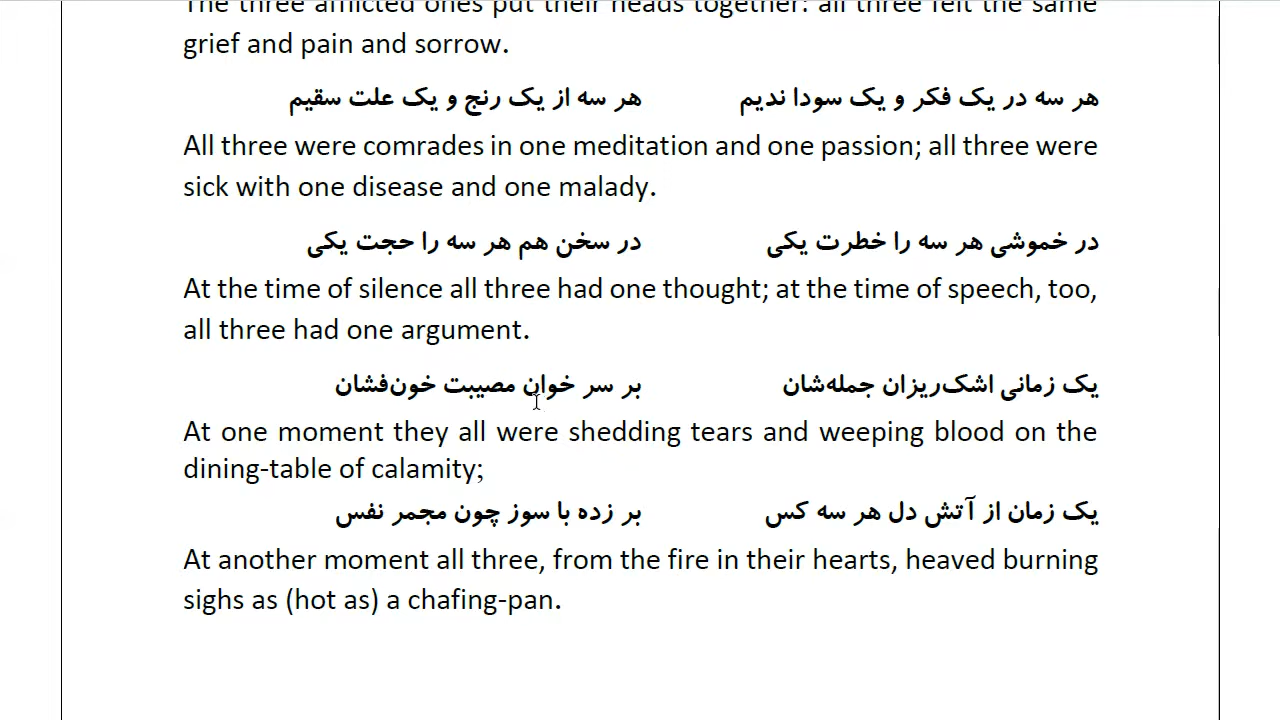 The three afflicted ones put their heads together: all three felt the same
grief and pain and sorrow.
هر سه در یک فکر و یک سودا ندیم هر سه از یک رنج و یک علت سقیم
All three were comrades in one meditation and one passion; all three were
sick with one disease and one malady.
در خموشی هر سه را خطرت یکی در سخن هم هر سه را حجت یکی
At the time of silence all three had one thought; at the time of speech, too,
all three had one argument.
یک زمانی اشک‌ریزان جمله‌شان بر سر خوان مصیبت خون‌فشان
At one moment they all were shedding tears and weeping blood on the
dining-table of calamity;
یک زمان از آتش دل هر سه کس بر زده با سوز چون مجمر نفس
At another moment all three, from the fire in their hearts, heaved burning
sighs as (hot as) a chafing-pan.